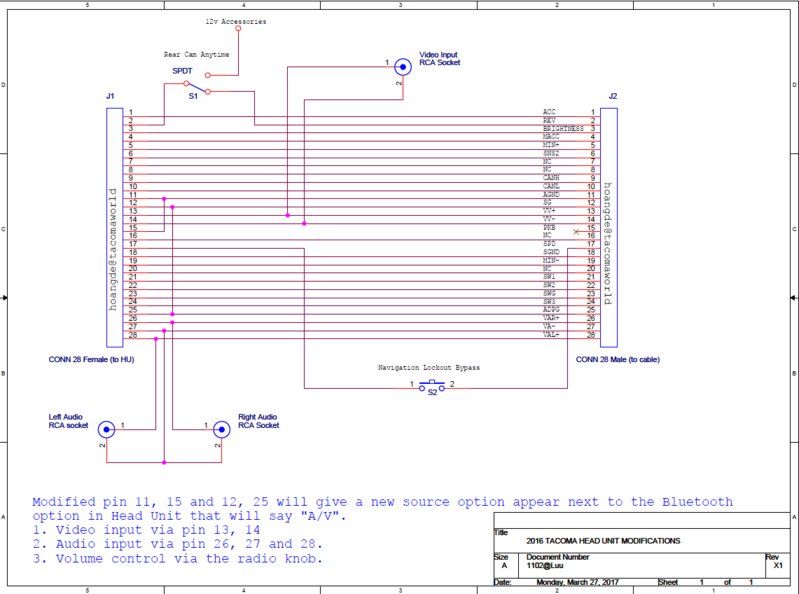 5 4 3 2 1
12v Accessories
Rear Cam Anytime
SPDT
S1
Video Input
RCA Socket
1
2
D D
J1 J2
1 ACC 1
2 REV 2
3 BRIGHTNESS 3
4 MACC 4
5 MIN+ 5
6 SNS2 6
7 NC 7
8 NC 8
9 CANH 9
10 CANL 10
11 AGND 11
12 SG 12
13 VV+ 13
14 VV- 14
15 PKB 15
16 NC 16
17 SPD 17
18 SGND 18
19 MIN- 19
20 NC 20
21 SW1 21
22 SW2 22
23 SWG 23
24 SW3 24
25 ADPG 25
26 VAR+ 26
27 VA- 27
28 VAL+ 28
hoangde@tacomaworld
hoangde@tacomaworld
C C
CONN 28 Female (to HU)
CONN 28 Male (to cable)
B B
Navigation Lockout Bypass
1 2
S2
Left Audio
RCA socket
1
2
Right Audio
RCA Socket
1
2
Modified pin 11, 15 and 12, 25 will give a new source option appear next to the Bluetooth
option in Head Unit that will say "A/V".
1. Video input via pin 13, 14
2. Audio input via pin 26, 27 and 28.
3. Volume control via the radio knob.
A A
Title
2016 TACOMA HEAD UNIT MODIFICATIONS
Size Document Number Rev
A 1102@Luu X1
Date: Monday, March 27, 2017 Sheet 1 of 1
5 4 3 2 1